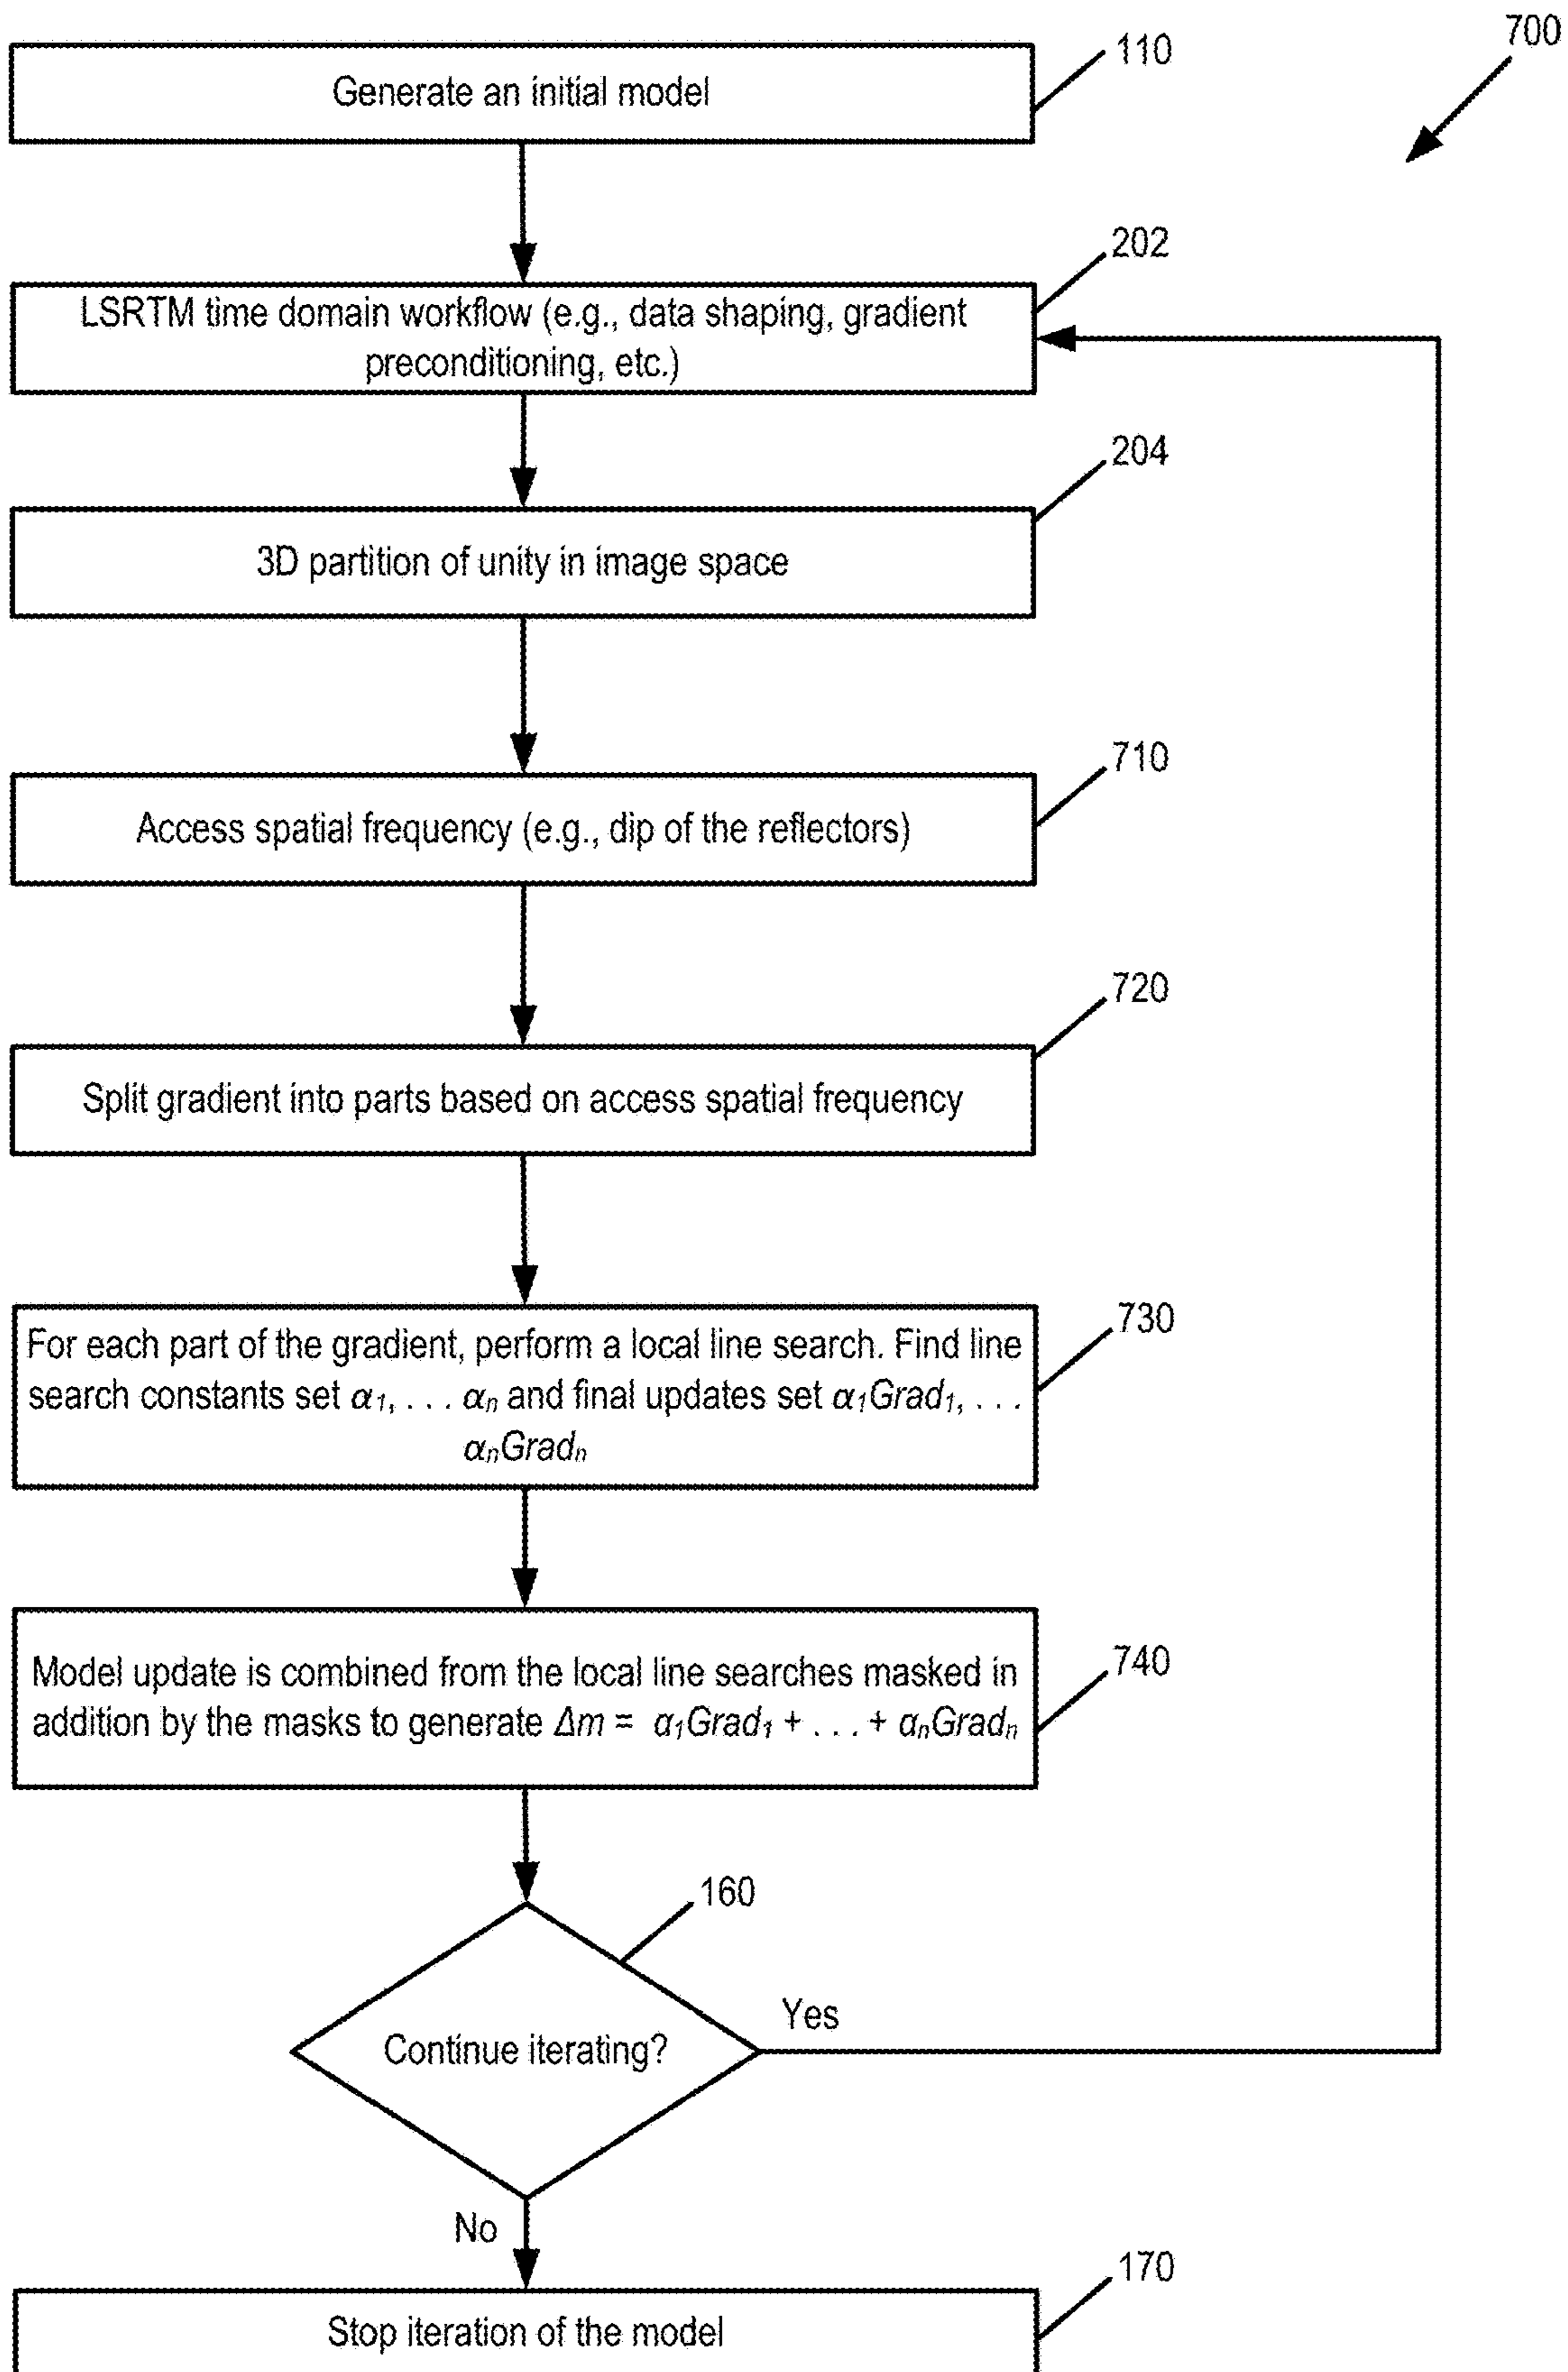 700
110
Generate an initial model
202
LSRTM time domain workflow (e.g., data shaping, gradient
preconditioning, etc.)
204
3D partition of unity in image space
710
Access spatial frequency (e.g., dip of the reflectors)
720
Split gradient into parts based on access spatial frequency
730
For each part of the gradient, perform a local line search. Find line
search constants set α₁, . . . αₙ and final updates set α₁Grad₁, . . .
αₙGradₙ
740
Model update is combined from the local line searches masked in
addition by the masks to generate Δm = α₁Grad₁ + . . . + αₙGradₙ
160
Continue iterating?
Yes
No
170
Stop iteration of the model